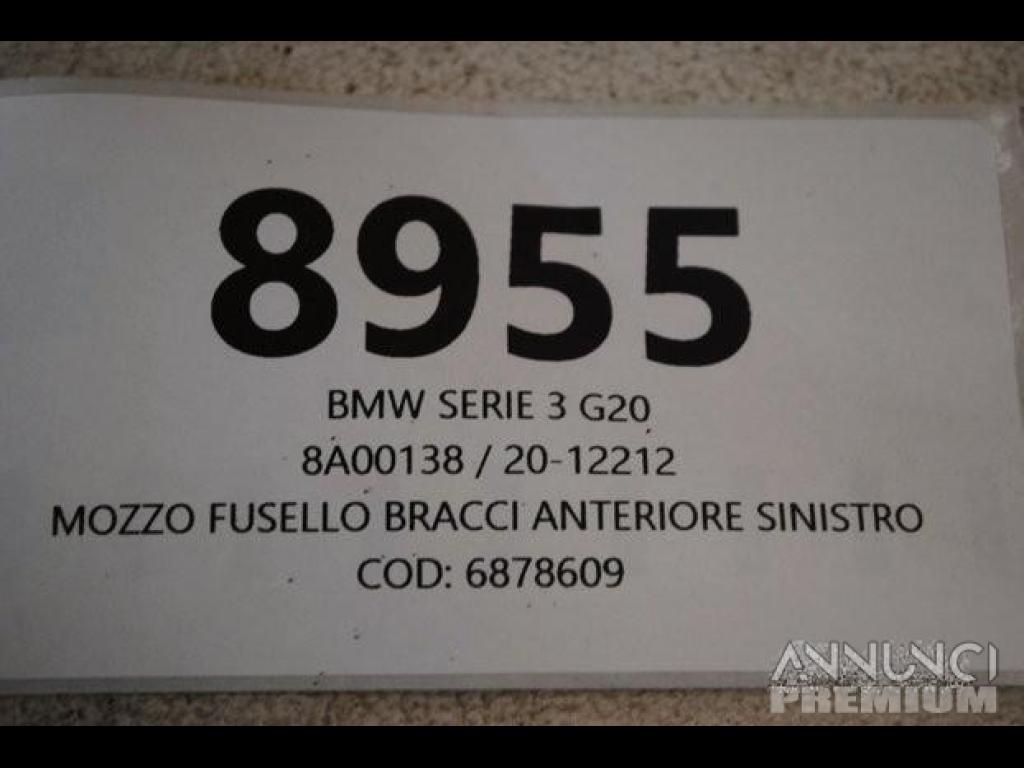 8955
BMW SERIE 3 G20
8A00138 / 20-12212
MOZZO FUSELLO BRACCI ANTERIORE SINISTRO
COD: 6878609
ANNUNCI
PREMIUM